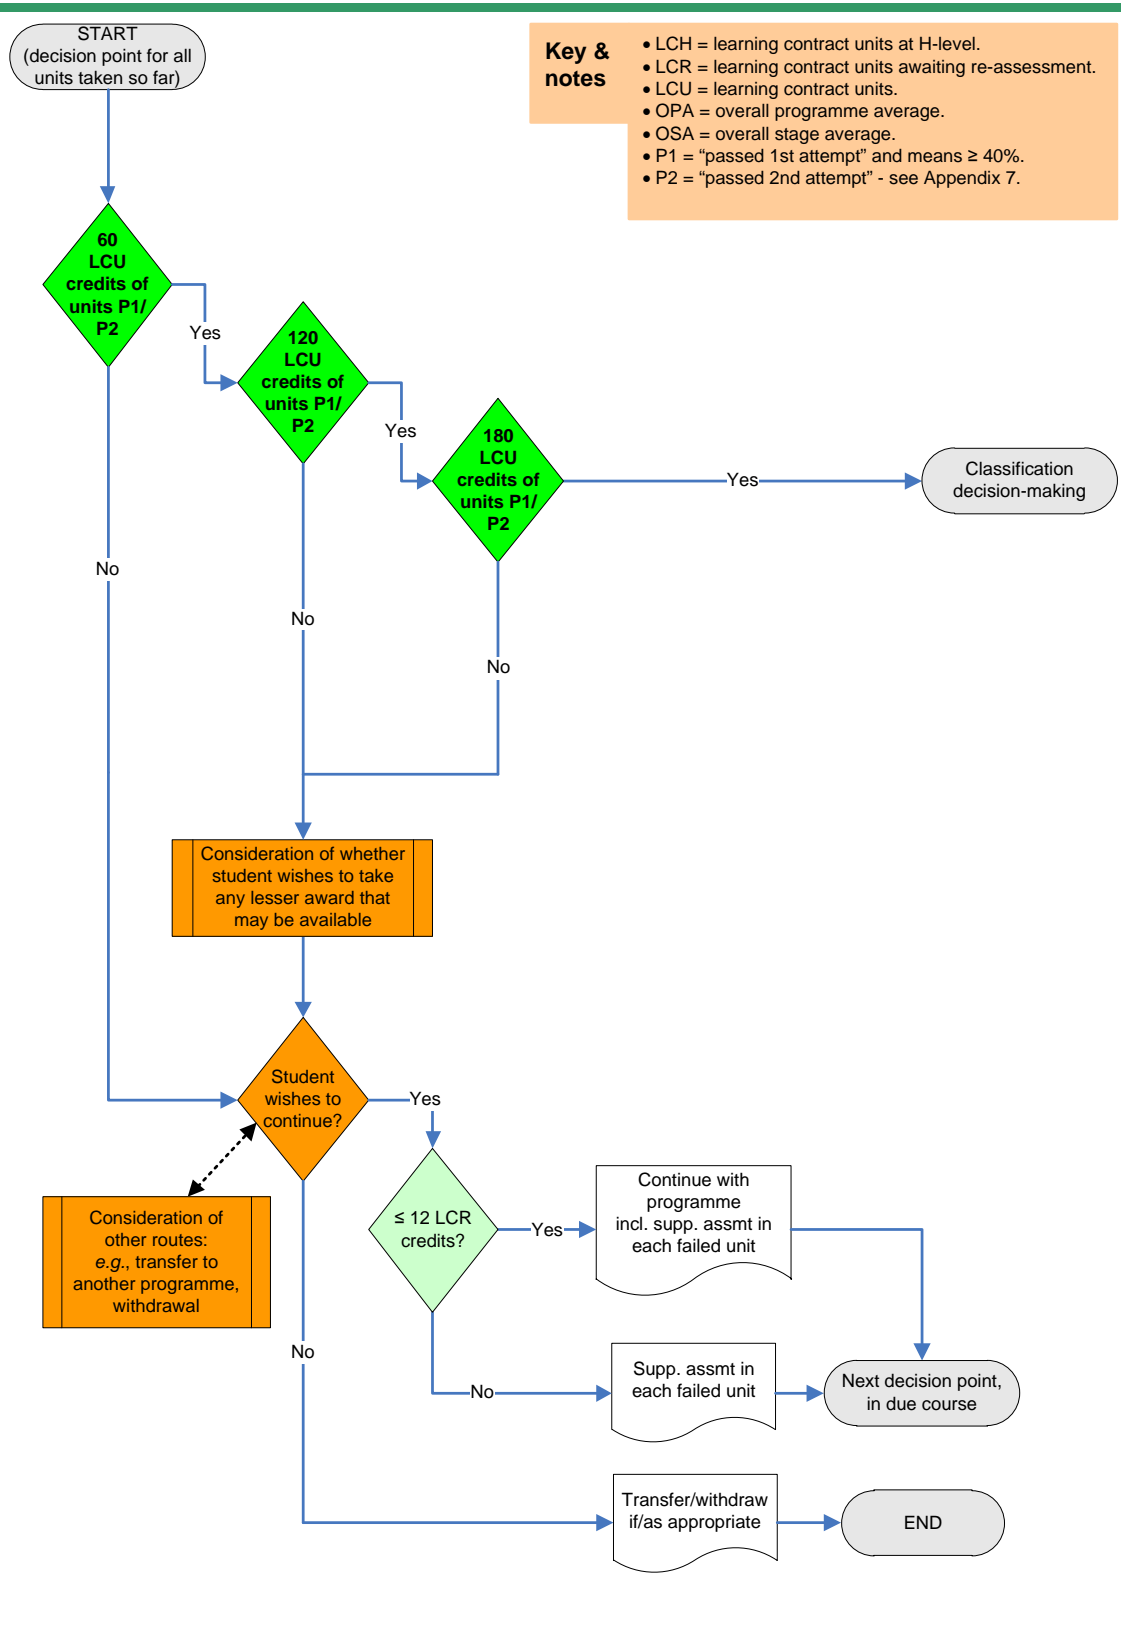 START
(decision point for all
units taken so far)
Key &
notes
• LCH = learning contract units at H-level.
• LCR = learning contract units awaiting re-assessment.
• LCU = learning contract units.
• OPA = overall programme average.
• OSA = overall stage average.
• P1 = “passed 1st attempt” and means ≥ 40%.
• P2 = “passed 2nd attempt” - see Appendix 7.
60
LCU
credits of
units P1/
P2
Yes
120
LCU
credits of
units P1/
P2
Yes
180
LCU
credits of
units P1/
P2
Yes
Classification
decision-making
No
No
No
Consideration of whether
student wishes to take
any lesser award that
may be available
Student
wishes to
continue?
Yes
Consideration of
other routes:
e.g., transfer to
another programme,
withdrawal
≤ 12 LCR
credits?
Yes
Continue with
programme
incl. supp. assmt in
each failed unit
No
No
Supp. assmt in
each failed unit
Next decision point,
in due course
Transfer/withdraw
if/as appropriate
END